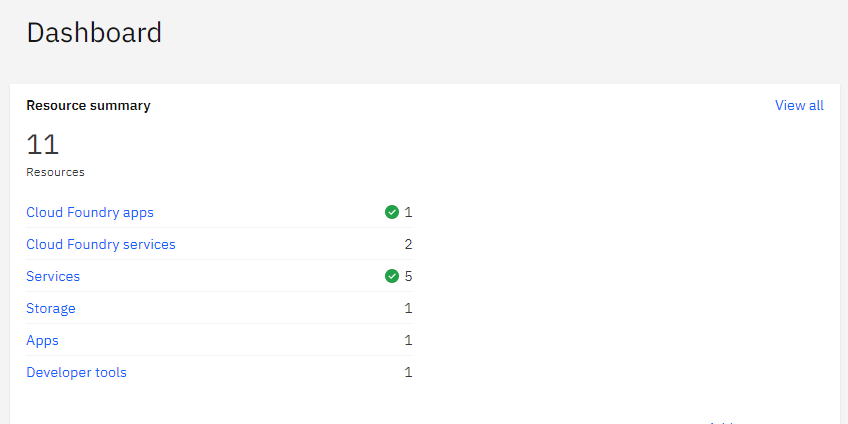 Dashboard
Resource summary
View all
11
Resources
Cloud Foundry apps 1
Cloud Foundry services 2
Services 5
Storage 1
Apps 1
Developer tools 1